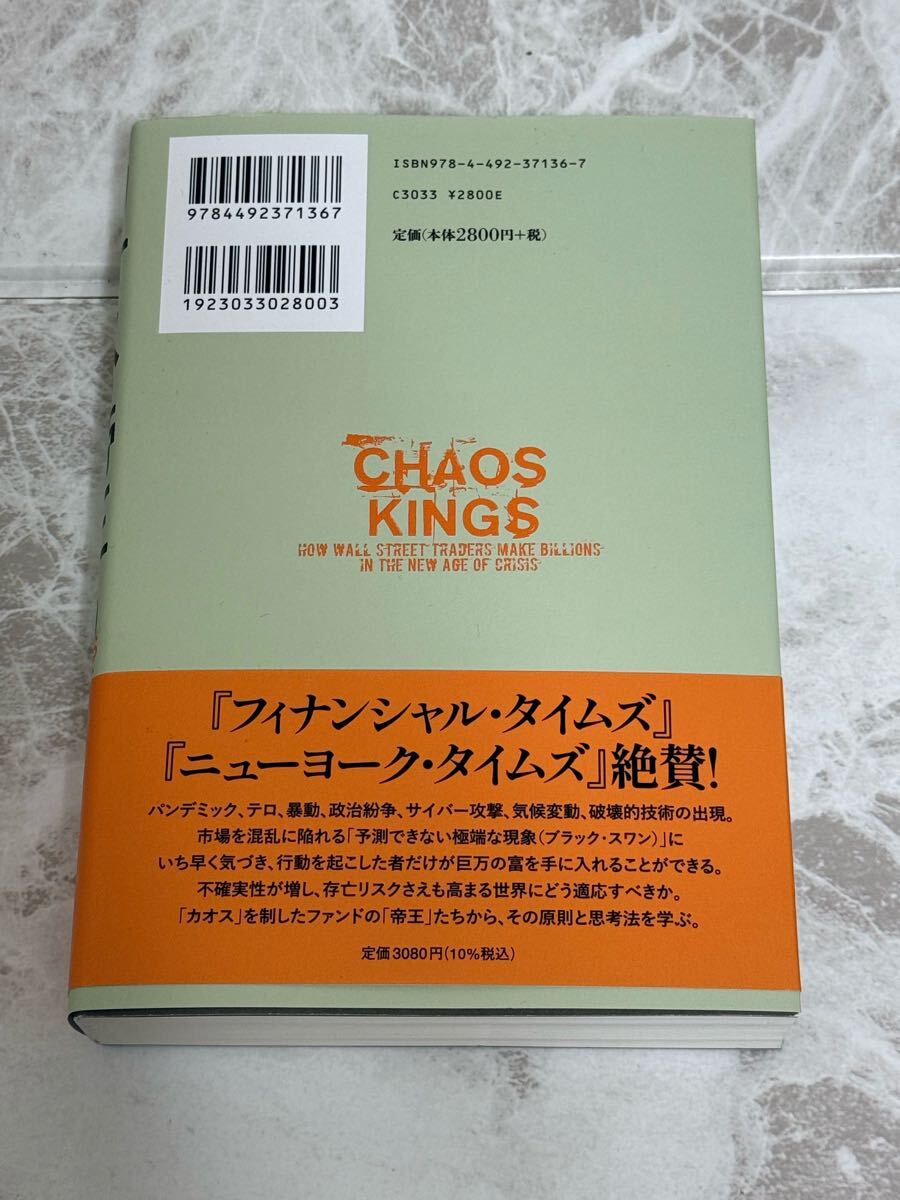 ISBN978-4-492-37136-7
9784492371367
C3033 ¥2800E
定価(本体2800円+税)
1923033028003
CHAOS
KINGS
HOW WALL STREET TRADERS MAKE BILLIONS
IN THE NEW AGE OF CRISIS
『フィナンシャル・タイムズ』
『ニューヨーク・タイムズ』絶賛!
パンデミック、テロ、暴動、政治紛争、サイバー攻撃、気候変動、破壊的技術の出現。
市場を混乱に陥れる「予測できない極端な現象(ブラック・スワン)」に
いち早く気づき、行動を起こした者だけが巨万の富を手に入れることができる。
不確実性が増し、存亡リスクさえも高まる世界にどう適応すべきか。
「カオス」を制したファンドの「帝王」たちから、その原則と思考法を学ぶ。
定価3080円(10%税込)